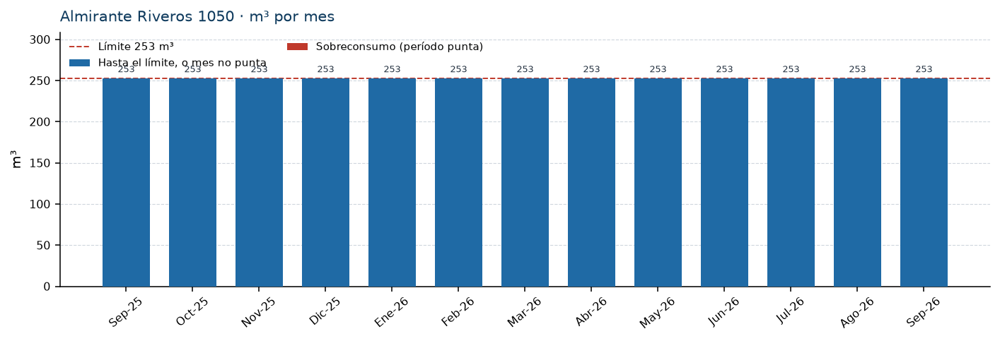 Almirante Riveros 1050 · m³ por mes
Límite 253 m³
Hasta el límite, o mes no punta
Sobreconsumo (período punta)
m³
300
250
200
150
100
50
0
253 253 253 253 253 253 253 253 253 253 253 253 253
Sep-25 Oct-25 Nov-25 Dic-25 Ene-26 Feb-26 Mar-26 Abr-26 May-26 Jun-26 Jul-26 Ago-26 Sep-26